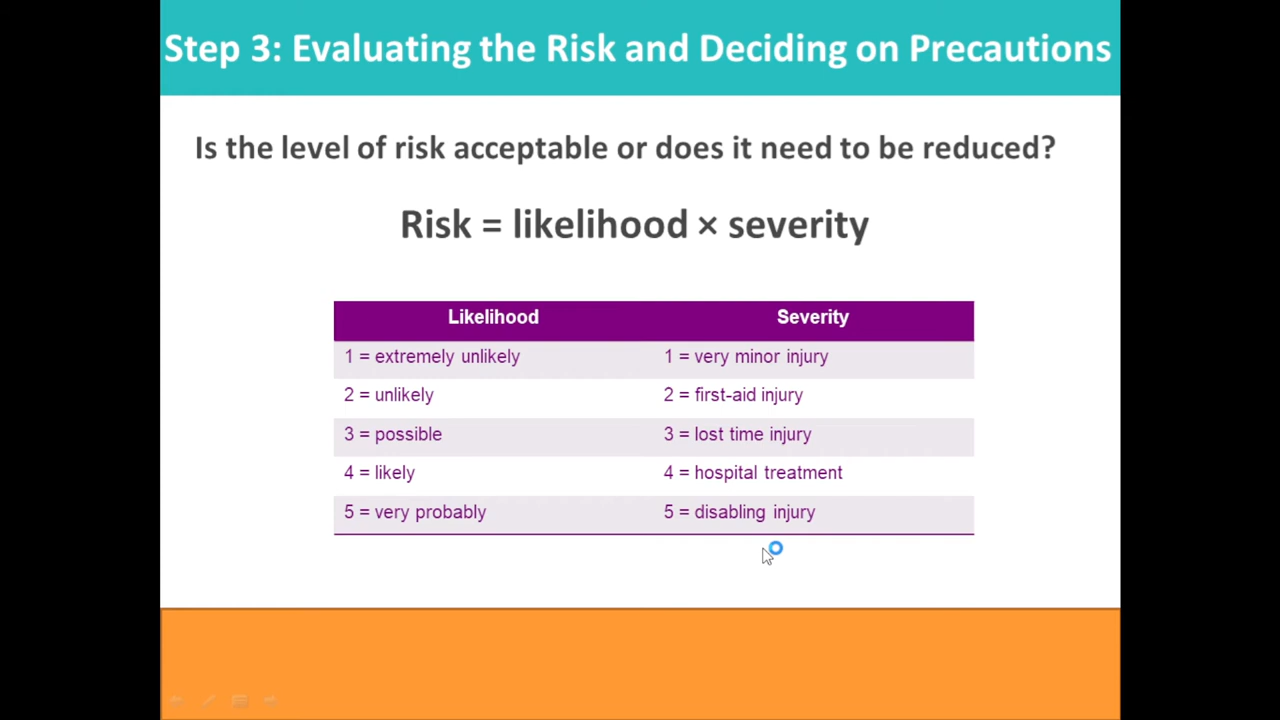 Step 3: Evaluating the Risk and Deciding on Precautions
Is the level of risk acceptable or does it need to be reduced?
Risk = likelihood × severity
Likelihood Severity
1 = extremely unlikely 1 = very minor injury
2 = unlikely 2 = first-aid injury
3 = possible 3 = lost time injury
4 = likely 4 = hospital treatment
5 = very probably 5 = disabling injury